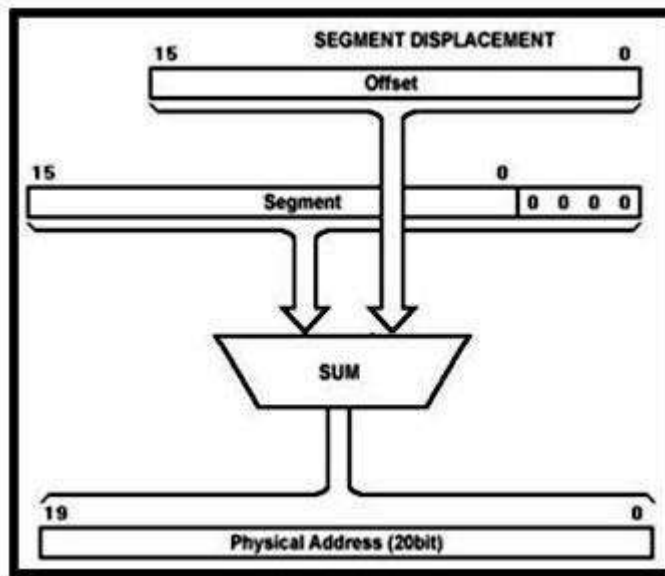 SEGMENT DISPLACEMENT
15 0
Offset
15 0
Segment 0 0 0 0
SUM
19 0
Physical Address (20bit)